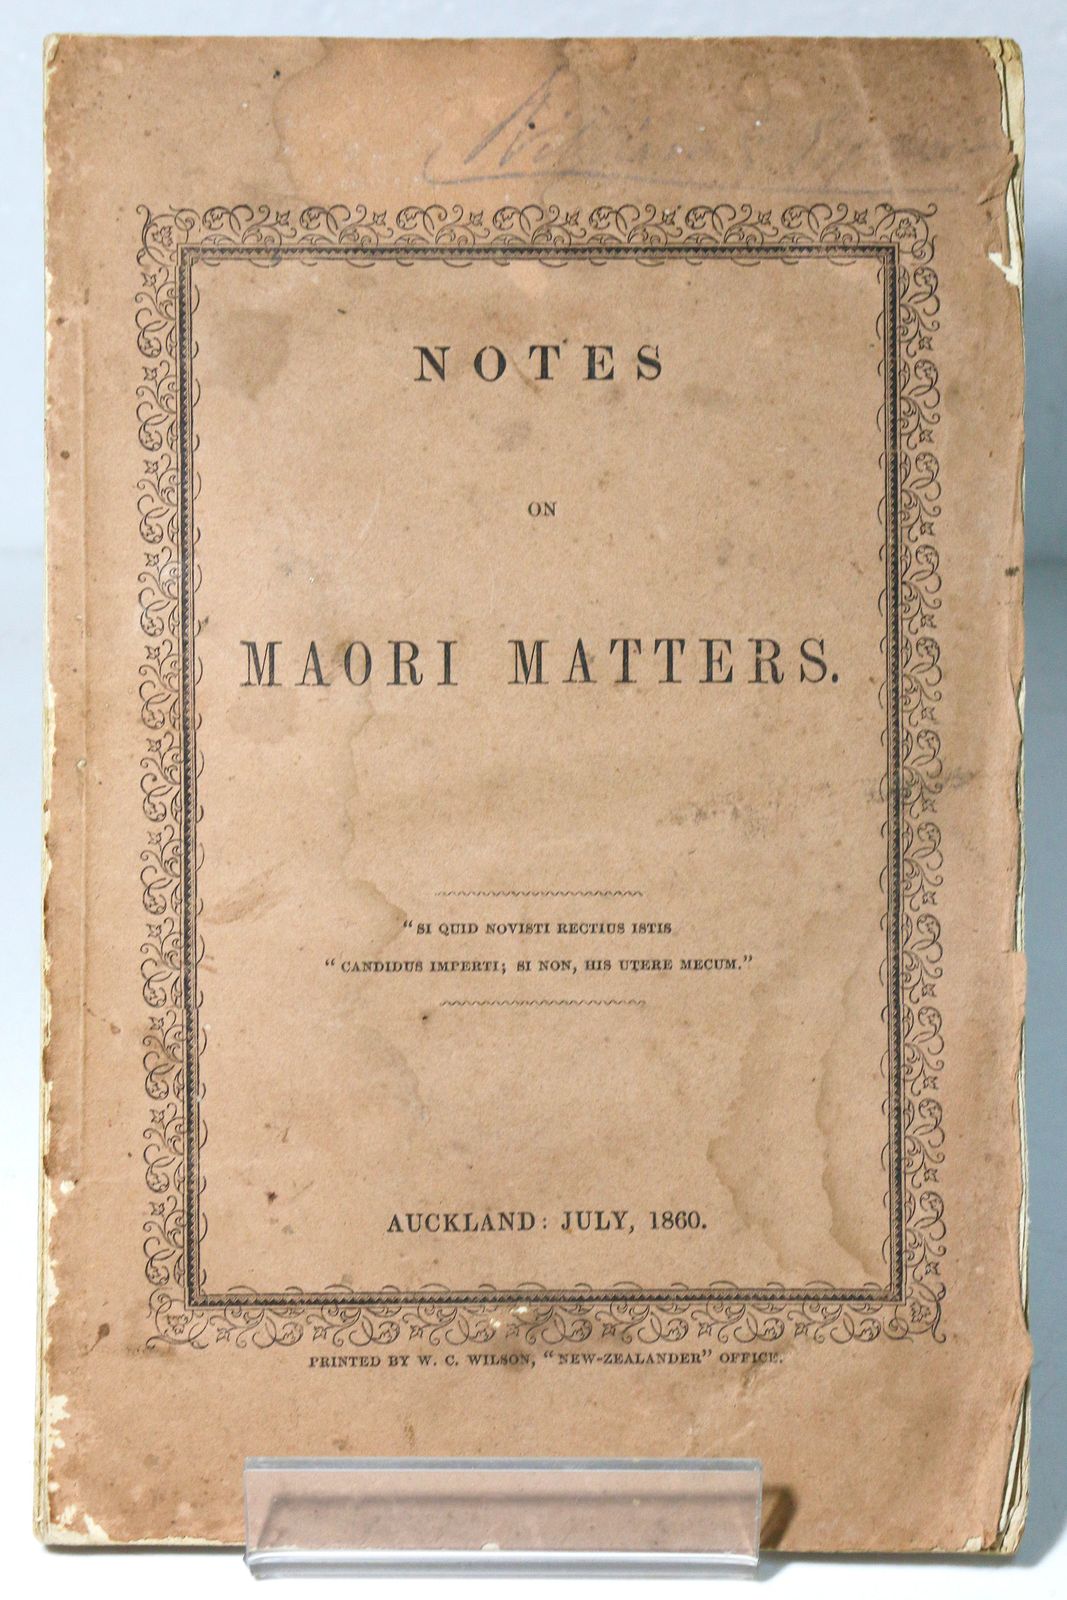 NOTES
ON
MAORI MATTERS.
"SI QUID NOVISTI RECTIUS ISTIS
"CANDIDUS IMPERTI; SI NON, HIS UTERE MECUM."
AUCKLAND: JULY, 1860.
PRINTED BY W. C. WILSON, "NEW-ZEALANDER" OFFICE.